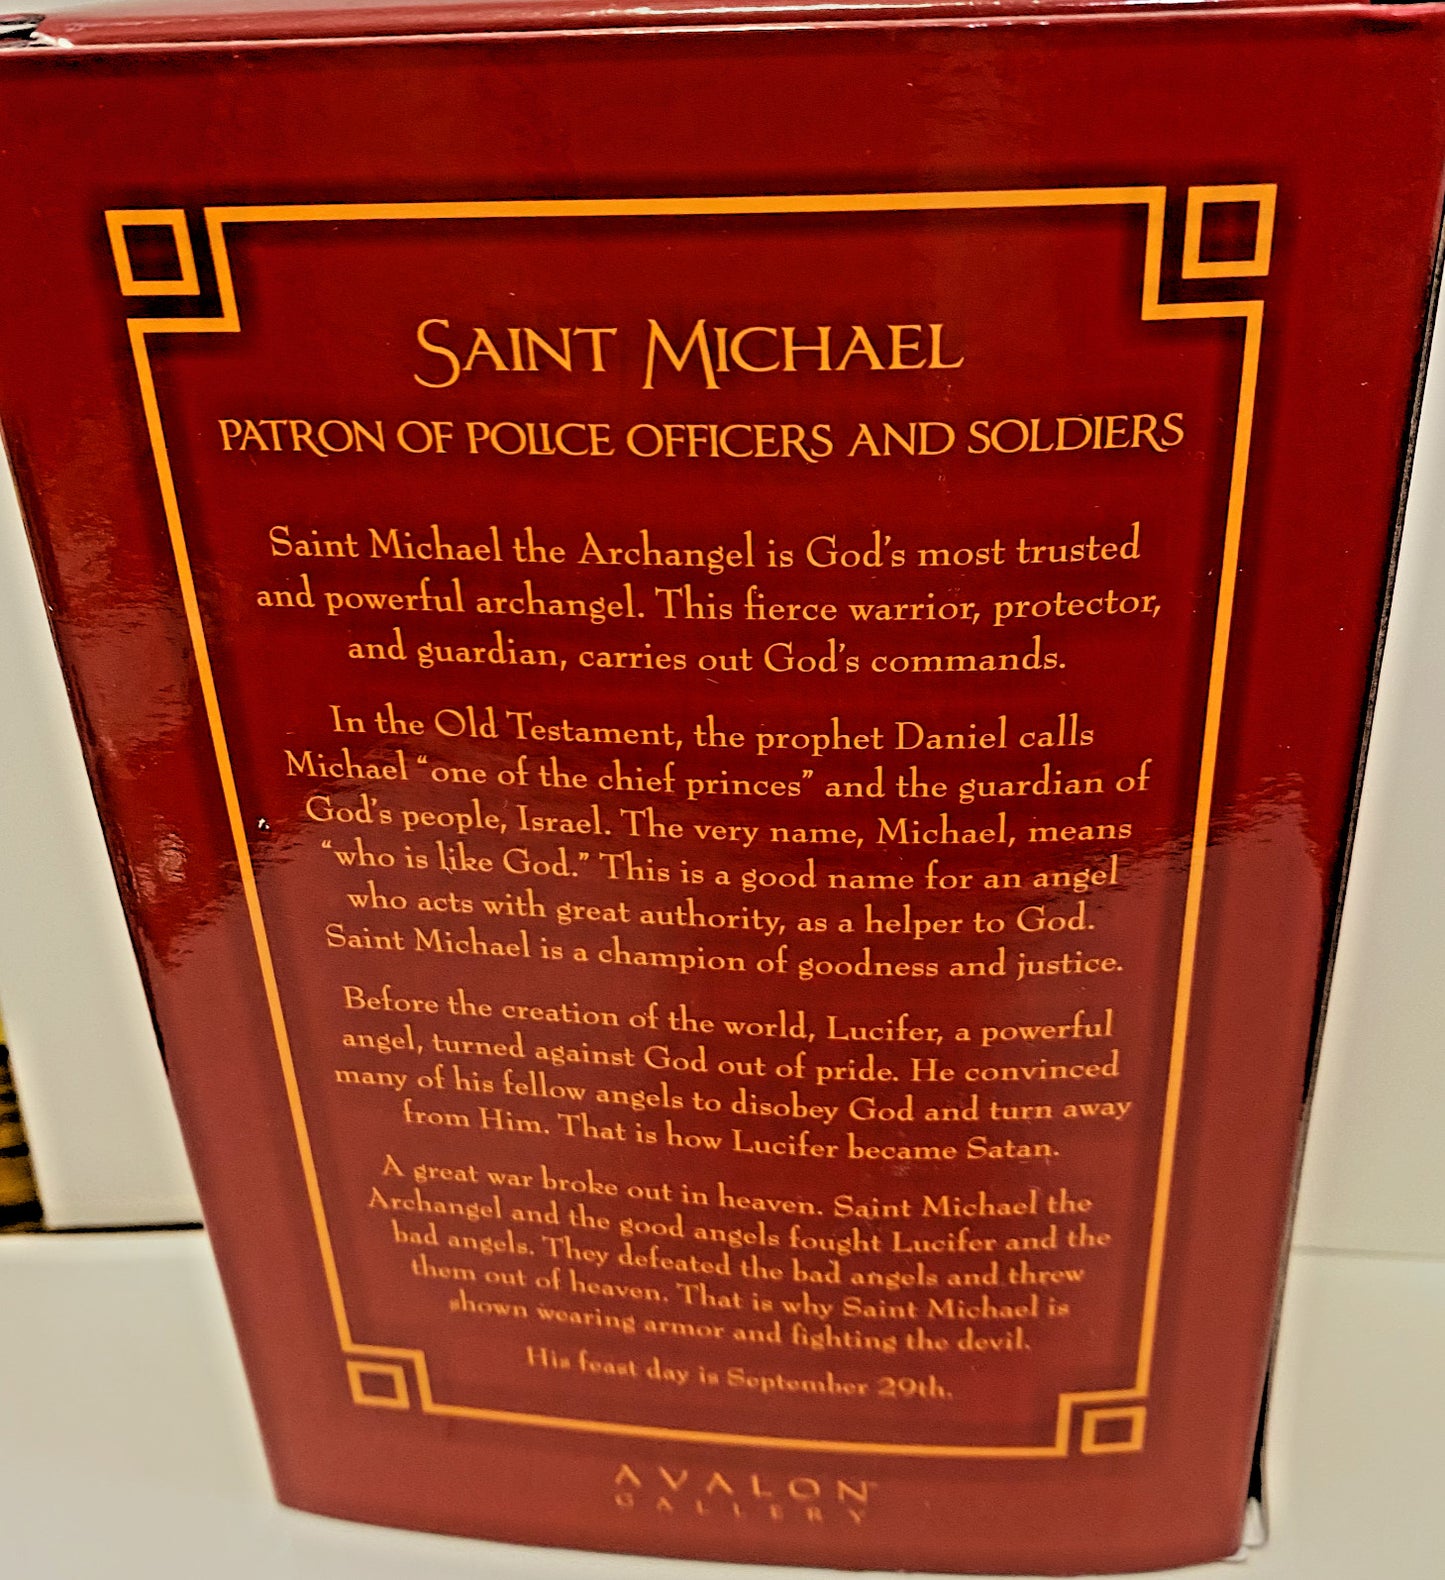 SAINT MICHAEL
PATRON OF POLICE OFFICERS AND SOLDIERS
Saint Michael the Archangel is God's most trusted
and powerful archangel. This fierce warrior, protector,
and guardian, carries out God's commands.
In the Old Testament, the prophet Daniel calls
Michael “one of the chief princes” and the guardian of
God's people, Israel. The very name, Michael, means
“who is like God.” This is a good name for an angel
who acts with great authority, as a helper to God.
Saint Michael is a champion of goodness and justice.
Before the creation of the world, Lucifer, a powerful
angel, turned against God out of pride. He convinced
many of his fellow angels to disobey God and turn away
from Him. That is how Lucifer became Satan.
A great war broke out in heaven. Saint Michael the
Archangel and the good angels fought Lucifer and the
bad angels. They defeated the bad angels and threw
them out of heaven. That is why Saint Michael is
shown wearing armor and fighting the devil.
His feast day is September 29th.
AVALON
GALLERY